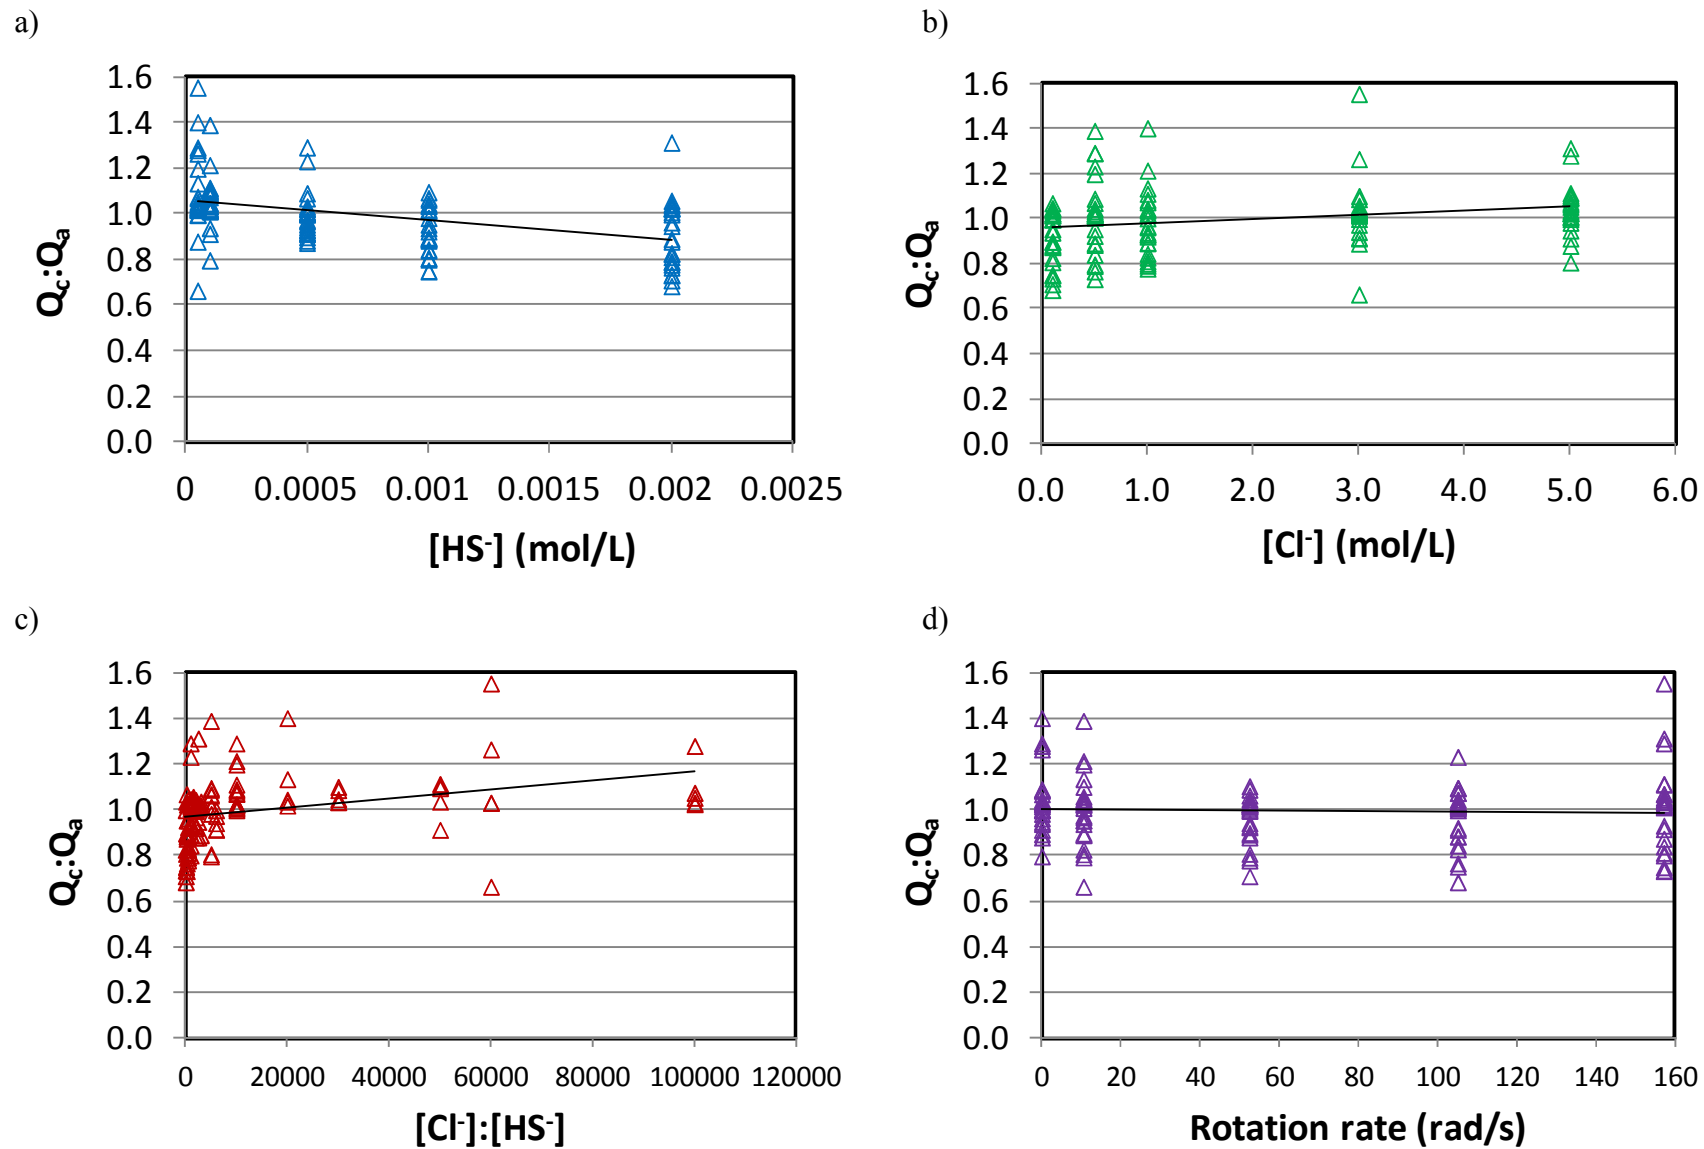 a)
1.6
1.4
1.2
1.0
0.8
0.6
0.4
0.2
0.0
Qc:Qa
0 0.0005 0.001 0.0015 0.002 0.0025
[HS-] (mol/L)
b)
1.6
1.4
1.2
1.0
0.8
0.6
0.4
0.2
0.0
Qc:Qa
0.0 1.0 2.0 3.0 4.0 5.0 6.0
[Cl-] (mol/L)
c)
1.6
1.4
1.2
1.0
0.8
0.6
0.4
0.2
0.0
Qc:Qa
0 20000 40000 60000 80000 100000 120000
[Cl-]:[HS-]
d)
1.6
1.4
1.2
1.0
0.8
0.6
0.4
0.2
0.0
Qc:Qa
0 20 40 60 80 100 120 140 160
Rotation rate (rad/s)